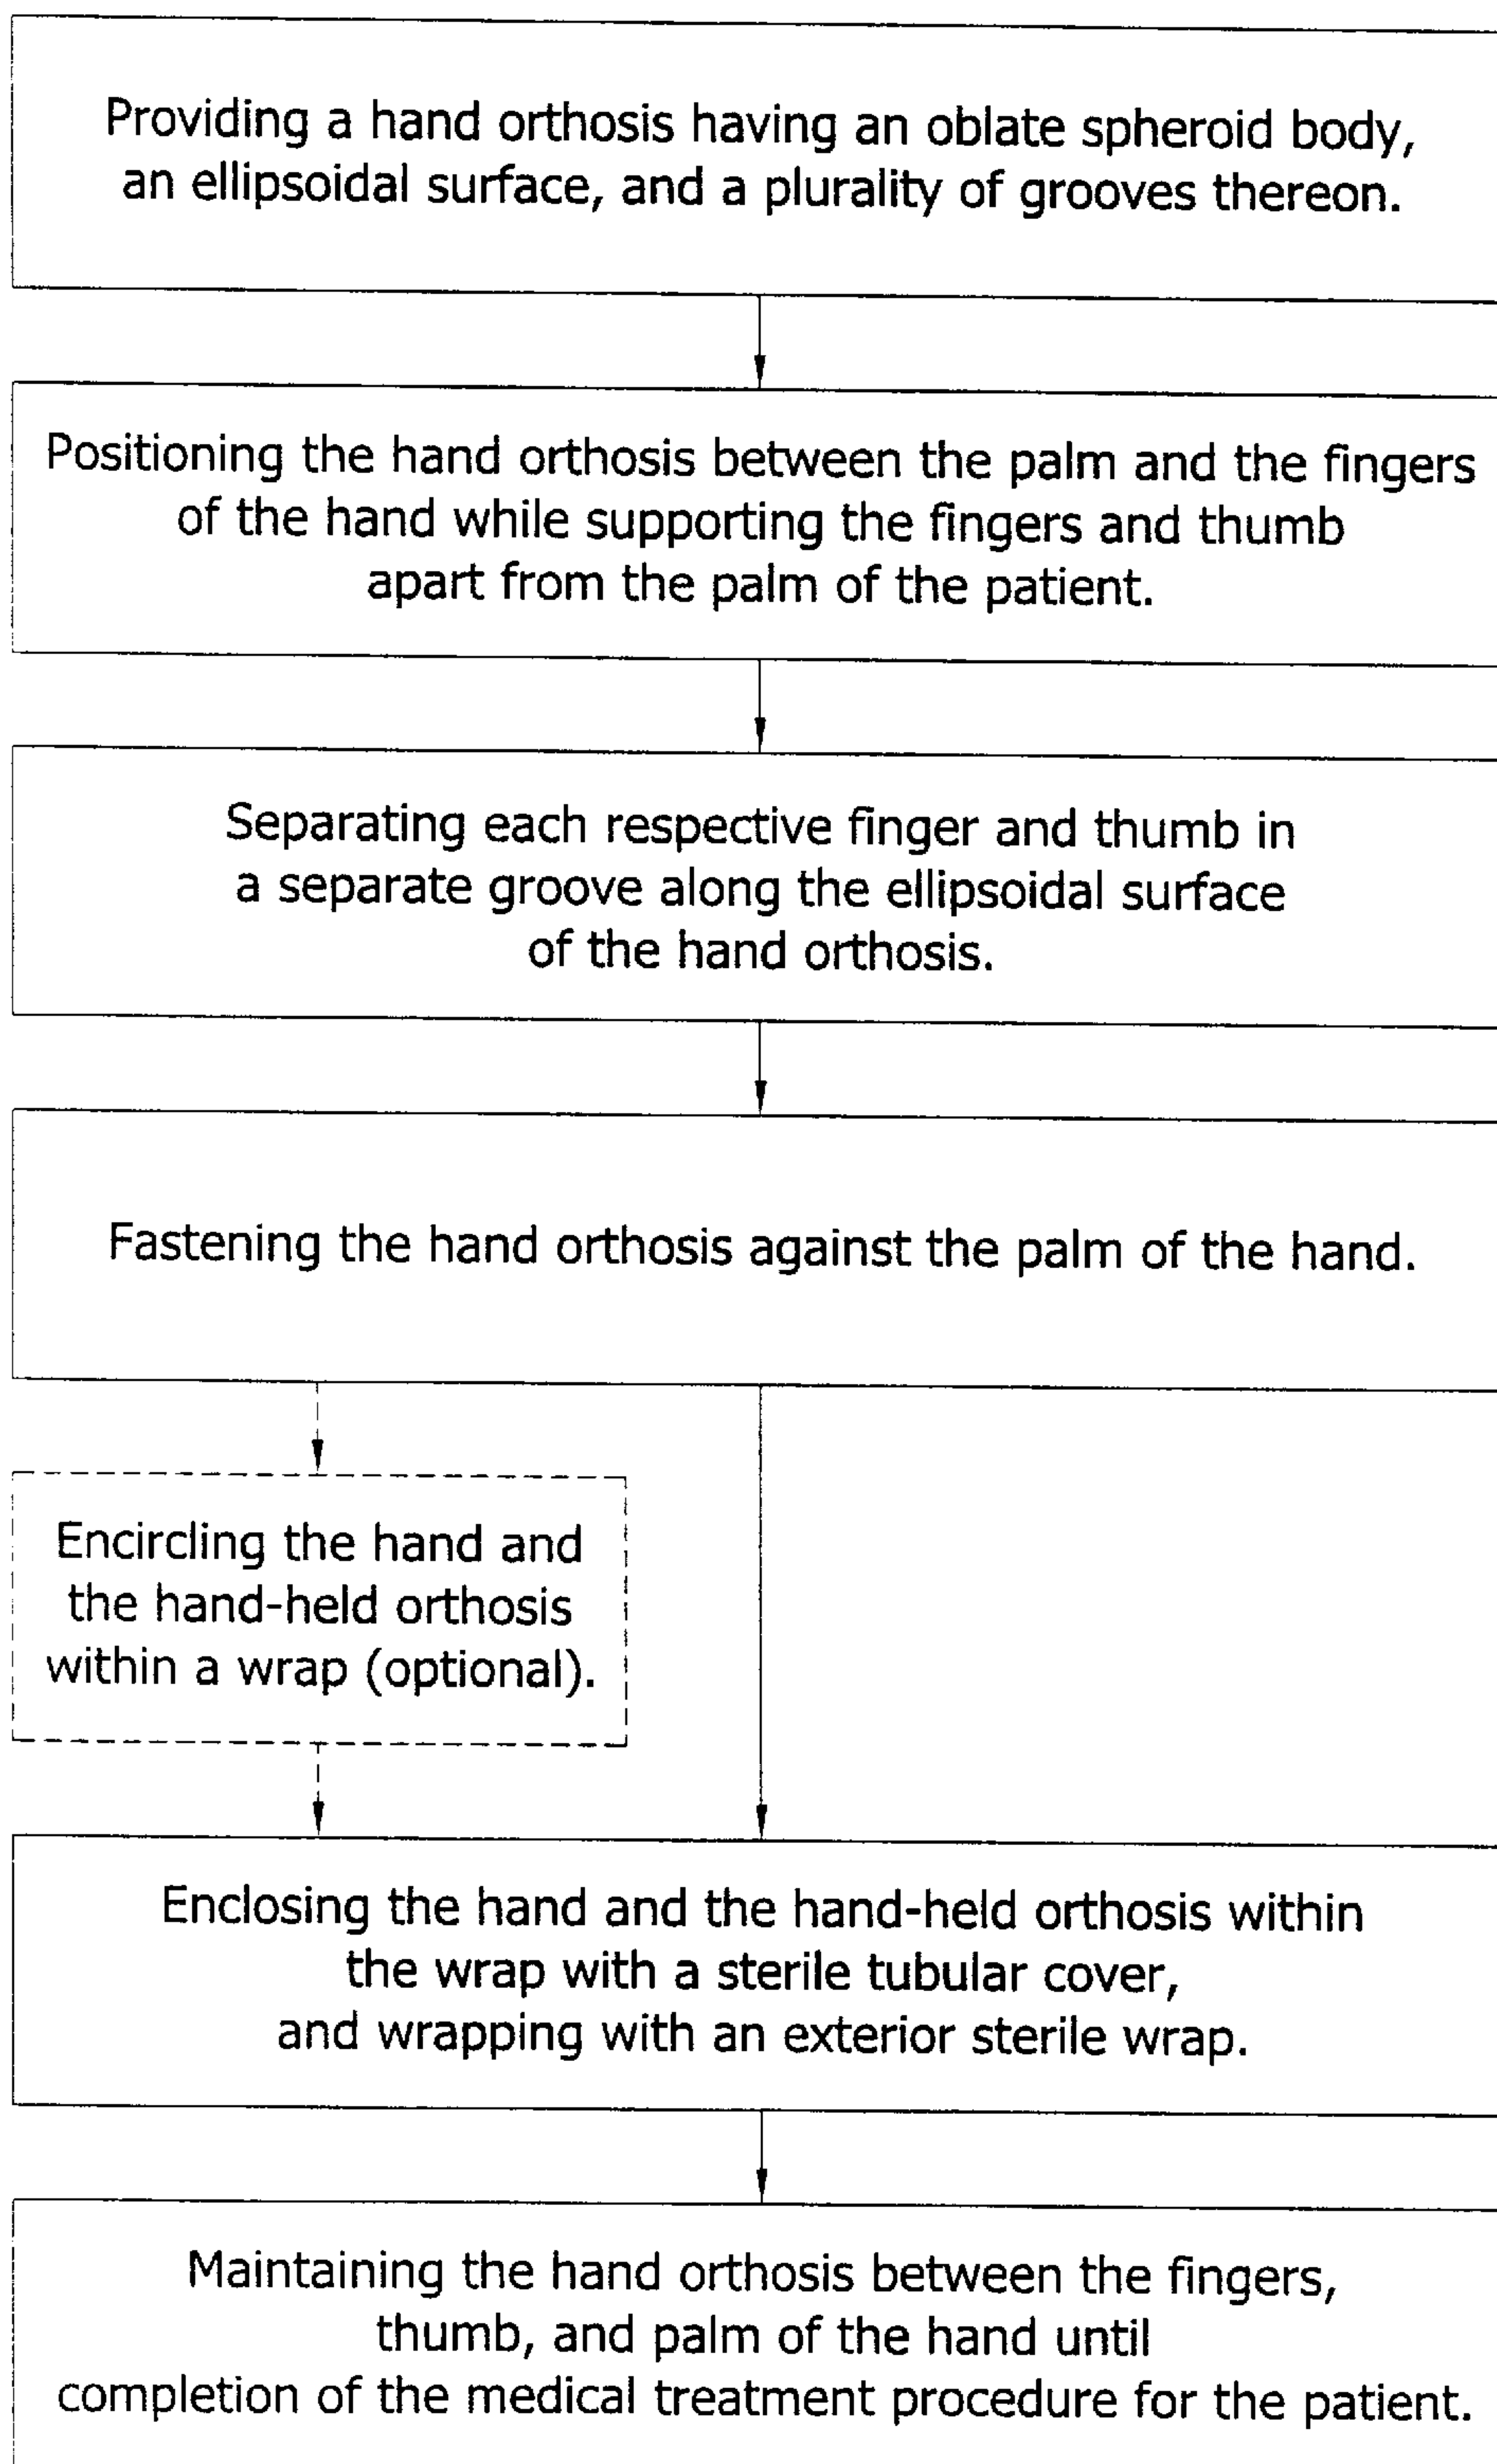 Providing a hand orthosis having an oblate spheroid body,
an ellipsoidal surface, and a plurality of grooves thereon.
Positioning the hand orthosis between the palm and the fingers
of the hand while supporting the fingers and thumb
apart from the palm of the patient.
Separating each respective finger and thumb in
a separate groove along the ellipsoidal surface
of the hand orthosis.
Fastening the hand orthosis against the palm of the hand.
Encircling the hand and
the hand-held orthosis
within a wrap (optional).
Enclosing the hand and the hand-held orthosis within
the wrap with a sterile tubular cover,
and wrapping with an exterior sterile wrap.
Maintaining the hand orthosis between the fingers,
thumb, and palm of the hand until
completion of the medical treatment procedure for the patient.